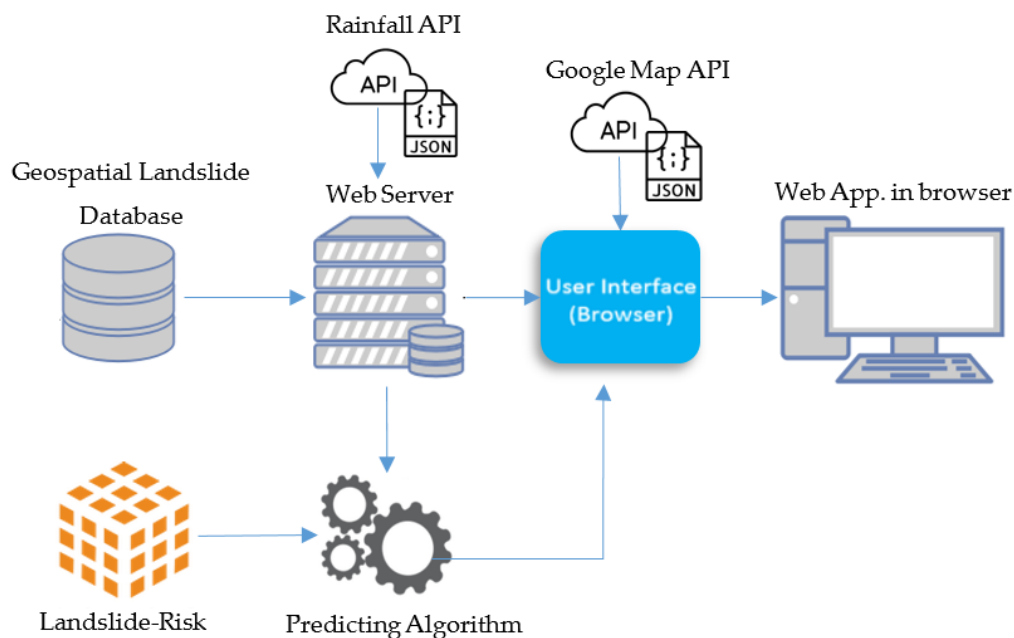 Rainfall API
API
{;}
JSON
Google Map API
API
{;}
JSON
Geospatial Landslide
Database
Web Server
Web App. in browser
User Interface
(Browser)
Landslide-Risk
Predicting Algorithm